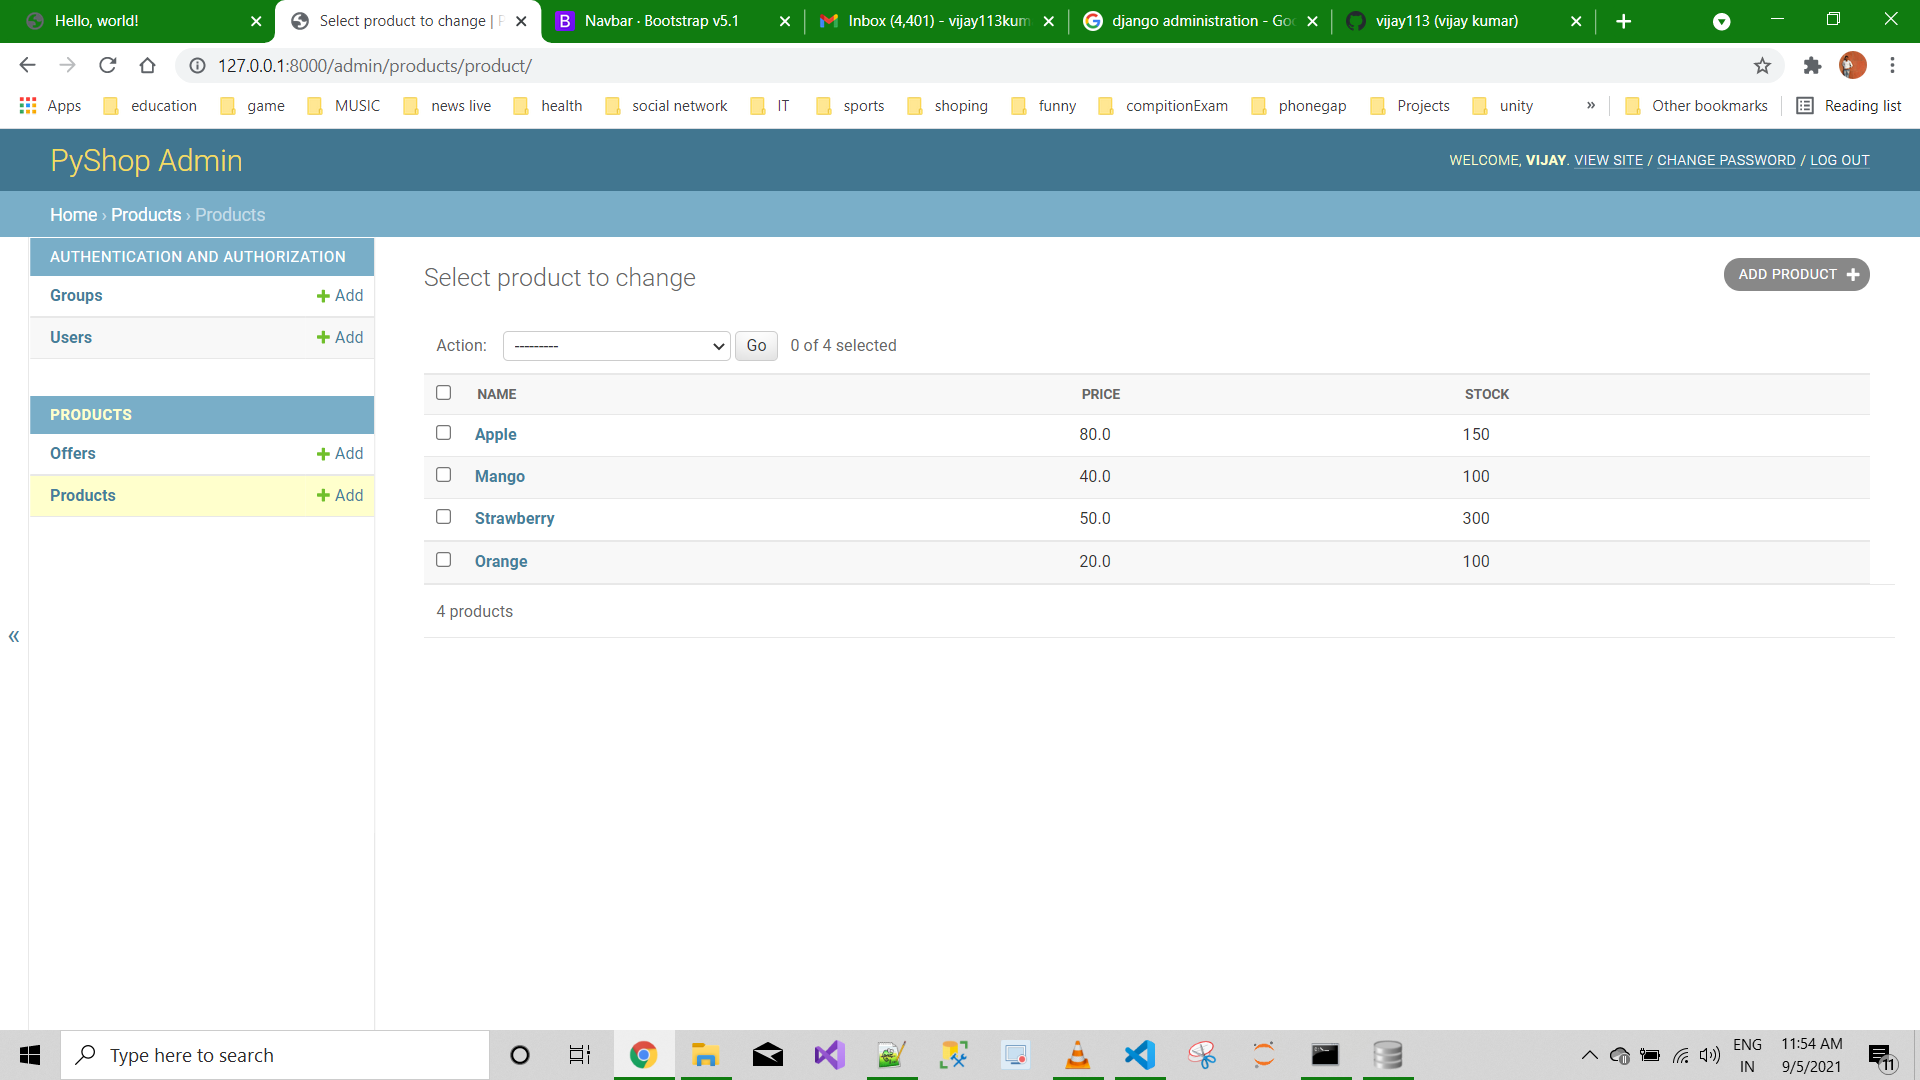 Hello, world!
Select product to change | P
Navbar · Bootstrap v5.1
Inbox (4,401) - vijay113kum
django administration - Goo
vijay113 (vijay kumar)
127.0.0.1:8000/admin/products/product/
Apps education game MUSIC news live health social network IT sports shoping funny compitionExam phonegap Projects unity » Other bookmarks Reading list
PyShop Admin
WELCOME, VIJAY. VIEW SITE / CHANGE PASSWORD / LOG OUT
Home › Products › Products
AUTHENTICATION AND AUTHORIZATION
Groups + Add
Users + Add
PRODUCTS
Offers + Add
Products + Add
«
Select product to change
ADD PRODUCT +
Action: --------- Go 0 of 4 selected
NAME PRICE STOCK
Apple 80.0 150
Mango 40.0 100
Strawberry 50.0 300
Orange 20.0 100
4 products
Type here to search
ENG
IN
11:54 AM
9/5/2021
11